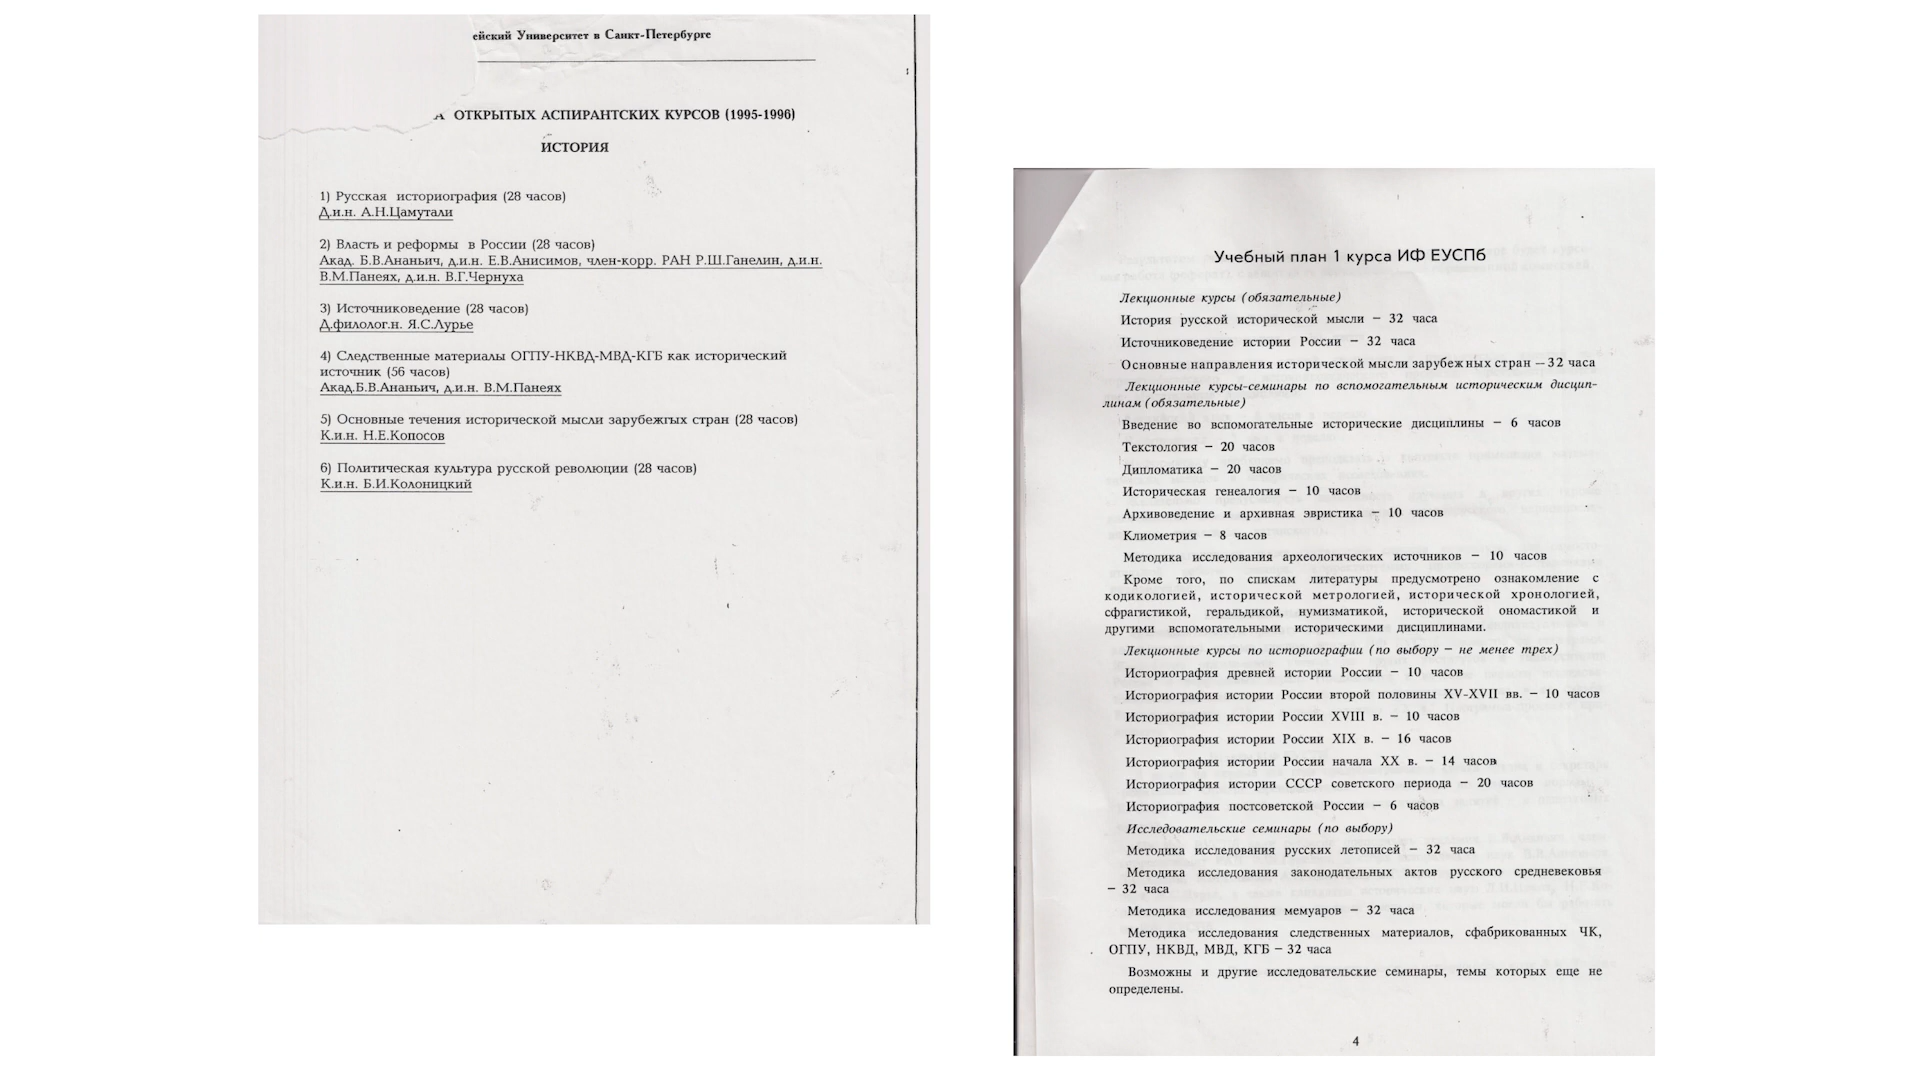 ейский Университет в Санкт-Петербурге
А ОТКРЫТЫХ АСПИРАНТСКИХ КУРСОВ (1995-1996)
ИСТОРИЯ
1) Русская историография (28 часов)
Д.и.н. А.Н.Цамутали
2) Власть и реформы в России (28 часов)
Акад. Б.В.Ананьич, д.и.н. Е.В.Анисимов, член-корр. РАН Р.Ш.Ганелин, д.и.н.
В.М.Панеях, д.и.н. В.Г.Чернуха
3) Источниковедение (28 часов)
Д.филолог.н. Я.С.Лурье
4) Следственные материалы ОГПУ-НКВД-МВД-КГБ как исторический
источник (56 часов)
Акад.Б.В.Ананьич, д.и.н. В.М.Панеях
5) Основные течения исторической мысли зарубежгых стран (28 часов)
К.и.н. Н.Е.Копосов
6) Политическая культура русской революции (28 часов)
К.и.н. Б.И.Колоницкий
Учебный план 1 курса ИФ ЕУСПб
Лекционные курсы (обязательные)
История русской исторической мысли – 32 часа
Источниковедение истории России – 32 часа
Основные направления исторической мысли зарубежных стран – 32 часа
Лекционные курсы-семинары по вспомогательным историческим дисцип-
линам (обязательные)
Введение во вспомогательные исторические дисциплины – 6 часов
Текстология – 20 часов
Дипломатика – 20 часов
Историческая генеалогия – 10 часов
Архивоведение и архивная эвристика – 10 часов
Клиометрия – 8 часов
Методика исследования археологических источников – 10 часов
Кроме того, по спискам литературы предусмотрено ознакомление с
кодикологией, исторической метрологией, исторической хронологией,
сфрагистикой, геральдикой, нумизматикой, исторической ономастикой и
другими вспомогательными историческими дисциплинами.
Лекционные курсы по историографии (по выбору – не менее трех)
Историография древней истории России – 10 часов
Историография истории России второй половины XV-XVII вв. – 10 часов
Историография истории России XVIII в. – 10 часов
Историография истории России XIX в. – 16 часов
Историография истории России начала XX в. – 14 часов
Историография истории СССР советского периода – 20 часов
Историография постсоветской России – 6 часов
Исследовательские семинары (по выбору)
Методика исследования русских летописей – 32 часа
Методика исследования законодательных актов русского средневековья
– 32 часа
Методика исследования мемуаров – 32 часа
Методика исследования следственных материалов, сфабрикованных ЧК,
ОГПУ, НКВД, МВД, КГБ – 32 часа
Возможны и другие исследовательские семинары, темы которых еще не
определены.
4